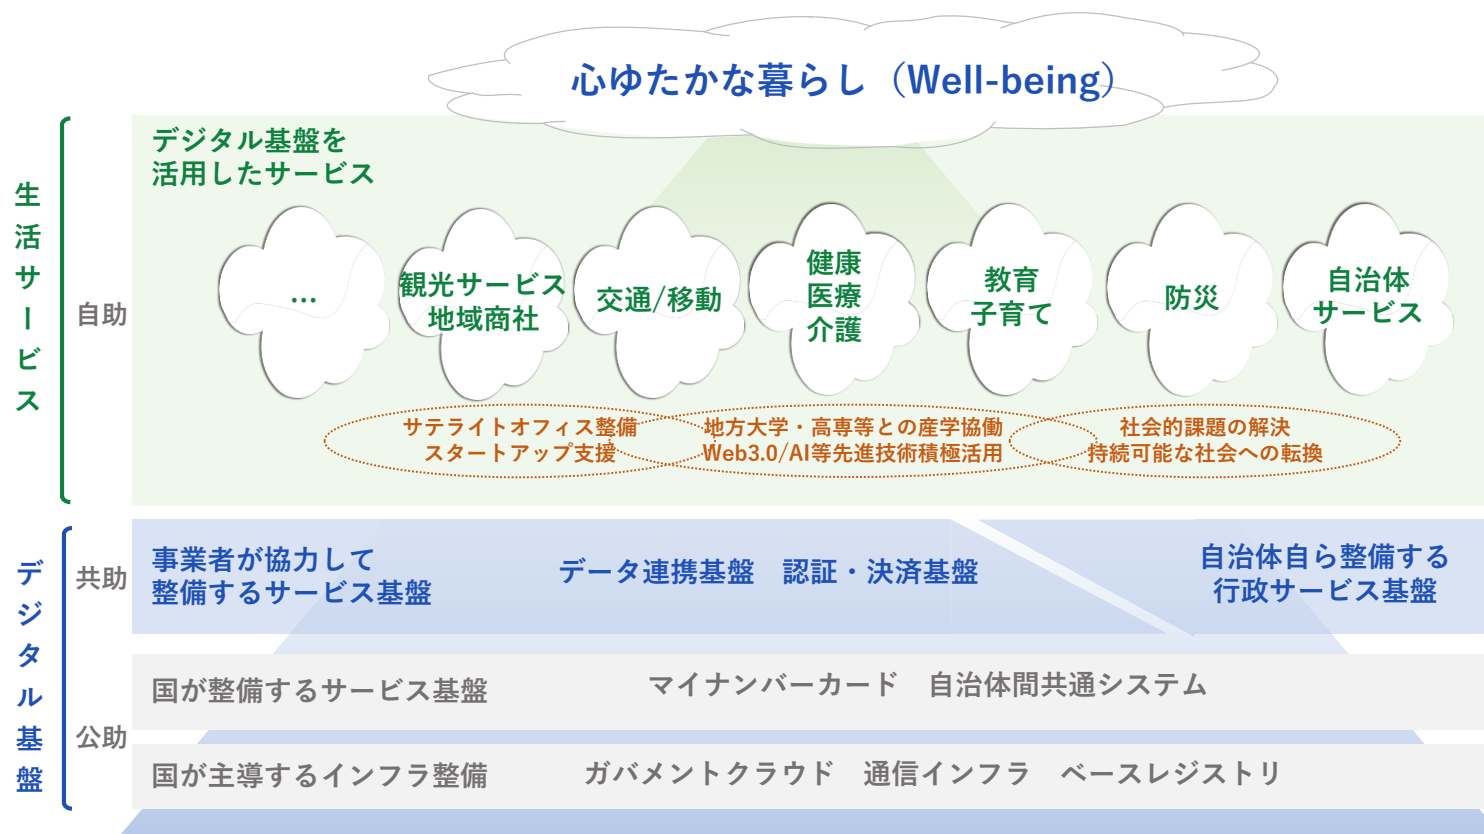 心ゆたかな暮らし（Well-being）
生活サービス
自助
デジタル基盤を
活用したサービス
…
観光サービス
地域商社
交通/移動
健康
医療
介護
教育
子育て
防災
自治体
サービス
サテライトオフィス整備
スタートアップ支援
地方大学・高専等との産学協働
Web3.0/AI等先進技術積極活用
社会的課題の解決
持続可能な社会への転換
デジタル基盤
共助
事業者が協力して
整備するサービス基盤
データ連携基盤　認証・決済基盤
自治体自ら整備する
行政サービス基盤
公助
国が整備するサービス基盤
マイナンバーカード　自治体間共通システム
国が主導するインフラ整備
ガバメントクラウド　通信インフラ　ベースレジストリ